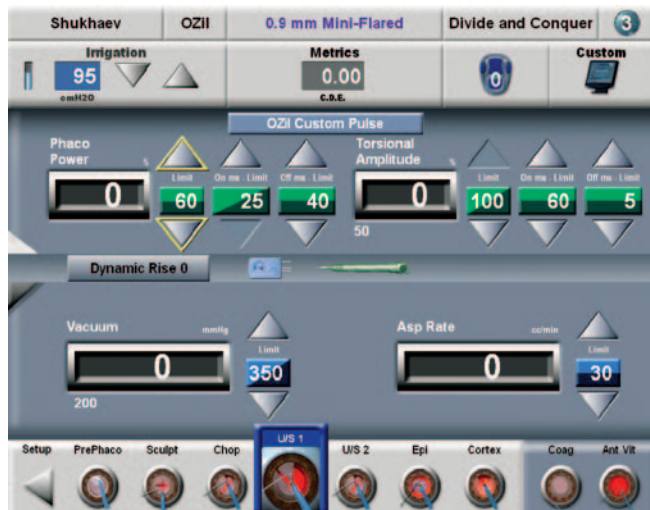 Shukhaev OZil 0.9 mm Mini-Flared Divide and Conquer 3
Irrigation Metrics Custom
95 0.00 0
cmH2O C.D.E.
OZil Custom Pulse
Phaco Torsional
Power % Amplitude %
Limit On ms - Limit Off ms - Limit Limit On ms - Limit Off ms - Limit
0 60 25 40 0 100 60 5
50
Dynamic Rise 0
Vacuum mmHg Asp Rate cc/min
Limit Limit
0 350 0 30
200
Setup PrePhaco Sculpt Chop U/S 1 U/S 2 Epi Cortex Coag Ant Vit